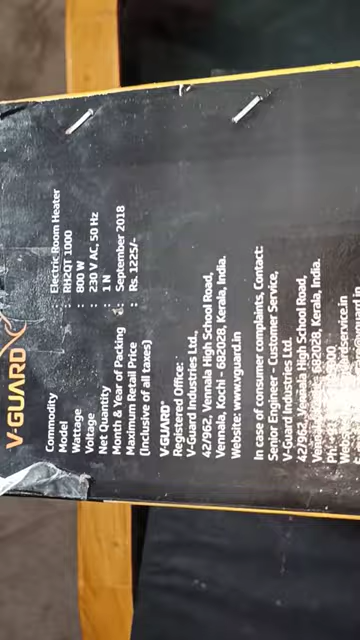 V-GUARD
Commodity : Electric Room Heater
Model : RH2QT 1000
Wattage : 800 W
Voltage : 230 V AC, 50 Hz
Net Quantity : 1 N
Month & Year of Packing : September 2018
Maximum Retail Price : Rs. 1225/-
(Inclusive of all taxes)
V-GUARD®
Registered Office:
V-Guard Industries Ltd.,
42/962, Vennala High School Road,
Vennala, Kochi - 682028, Kerala, India.
Website: www.vguard.in
In case of consumer complaints, Contact:
Senior Engineer - Customer Service,
V-Guard Industries Ltd.
42/962, Vennala High School Road,
682028, Kerala, India.